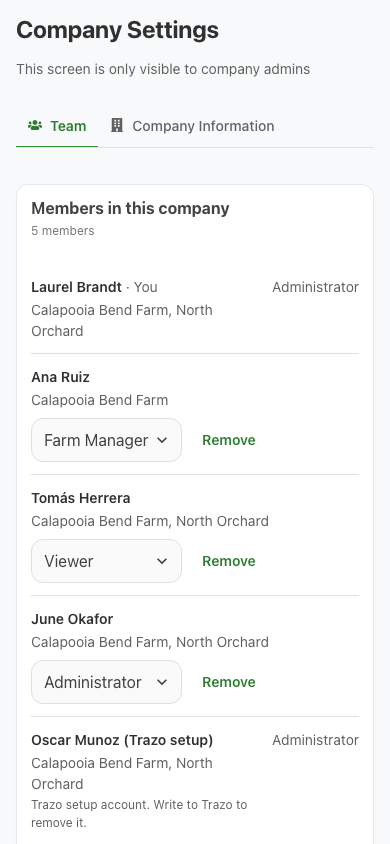 Company Settings
This screen is only visible to company admins
Team
Company Information
Members in this company
5 members
Laurel Brandt · You
Administrator
Calapooia Bend Farm, North
Orchard
Ana Ruiz
Calapooia Bend Farm
Farm Manager
Remove
Tomás Herrera
Calapooia Bend Farm, North Orchard
Viewer
Remove
June Okafor
Calapooia Bend Farm, North Orchard
Administrator
Remove
Oscar Munoz (Trazo setup)
Administrator
Calapooia Bend Farm, North
Orchard
Trazo setup account. Write to Trazo to
remove it.